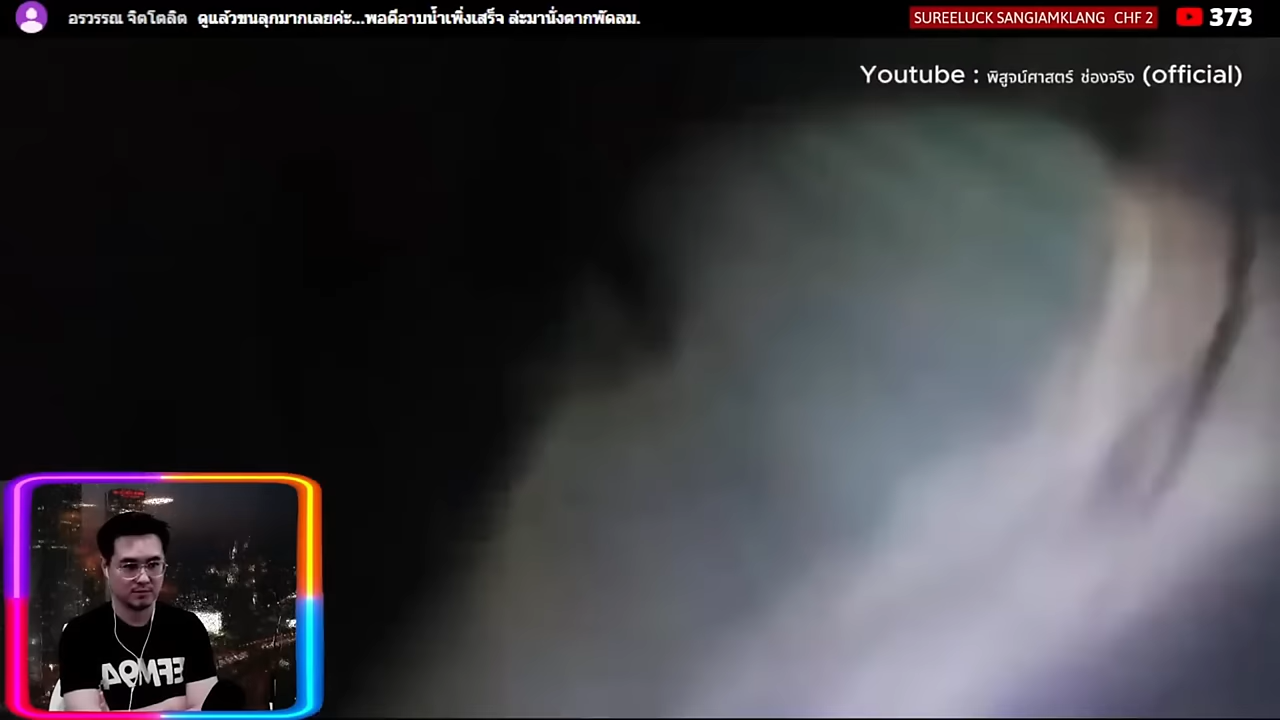 อรวรรณ จิตโตลิต ดูแล้วขนลุกมากเลยค่ะ...พอดีอาบน้ำเพิ่งเสร็จ ล่ะมานั่งตากพัดลม.
SUREELUCK SANGIAMKLANG CHF 2
373
Youtube : พิสูจน์ศาสตร์ ช่องจริง (official)
EFM94